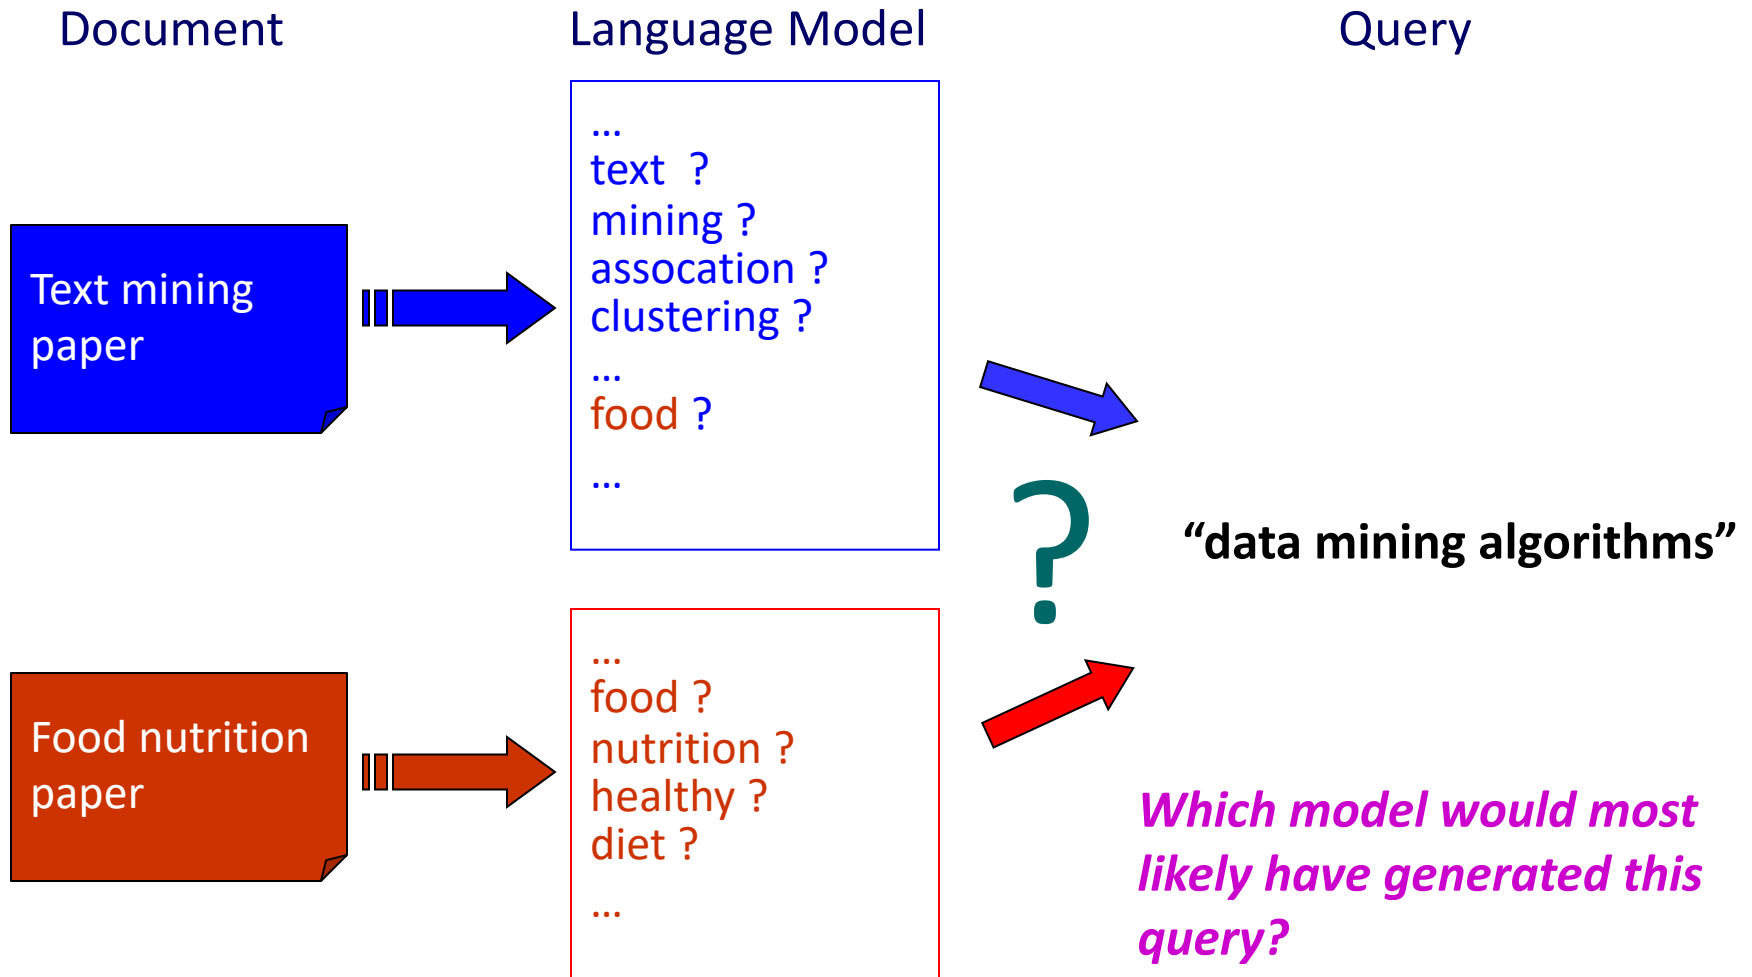 Document
Language Model
Query
Text mining
paper
...
text ?
mining ?
assocation ?
clustering ?
...
food ?
...
Food nutrition
paper
...
food ?
nutrition ?
healthy ?
diet ?
...
?
“data mining algorithms”
Which model would most
likely have generated this
query?